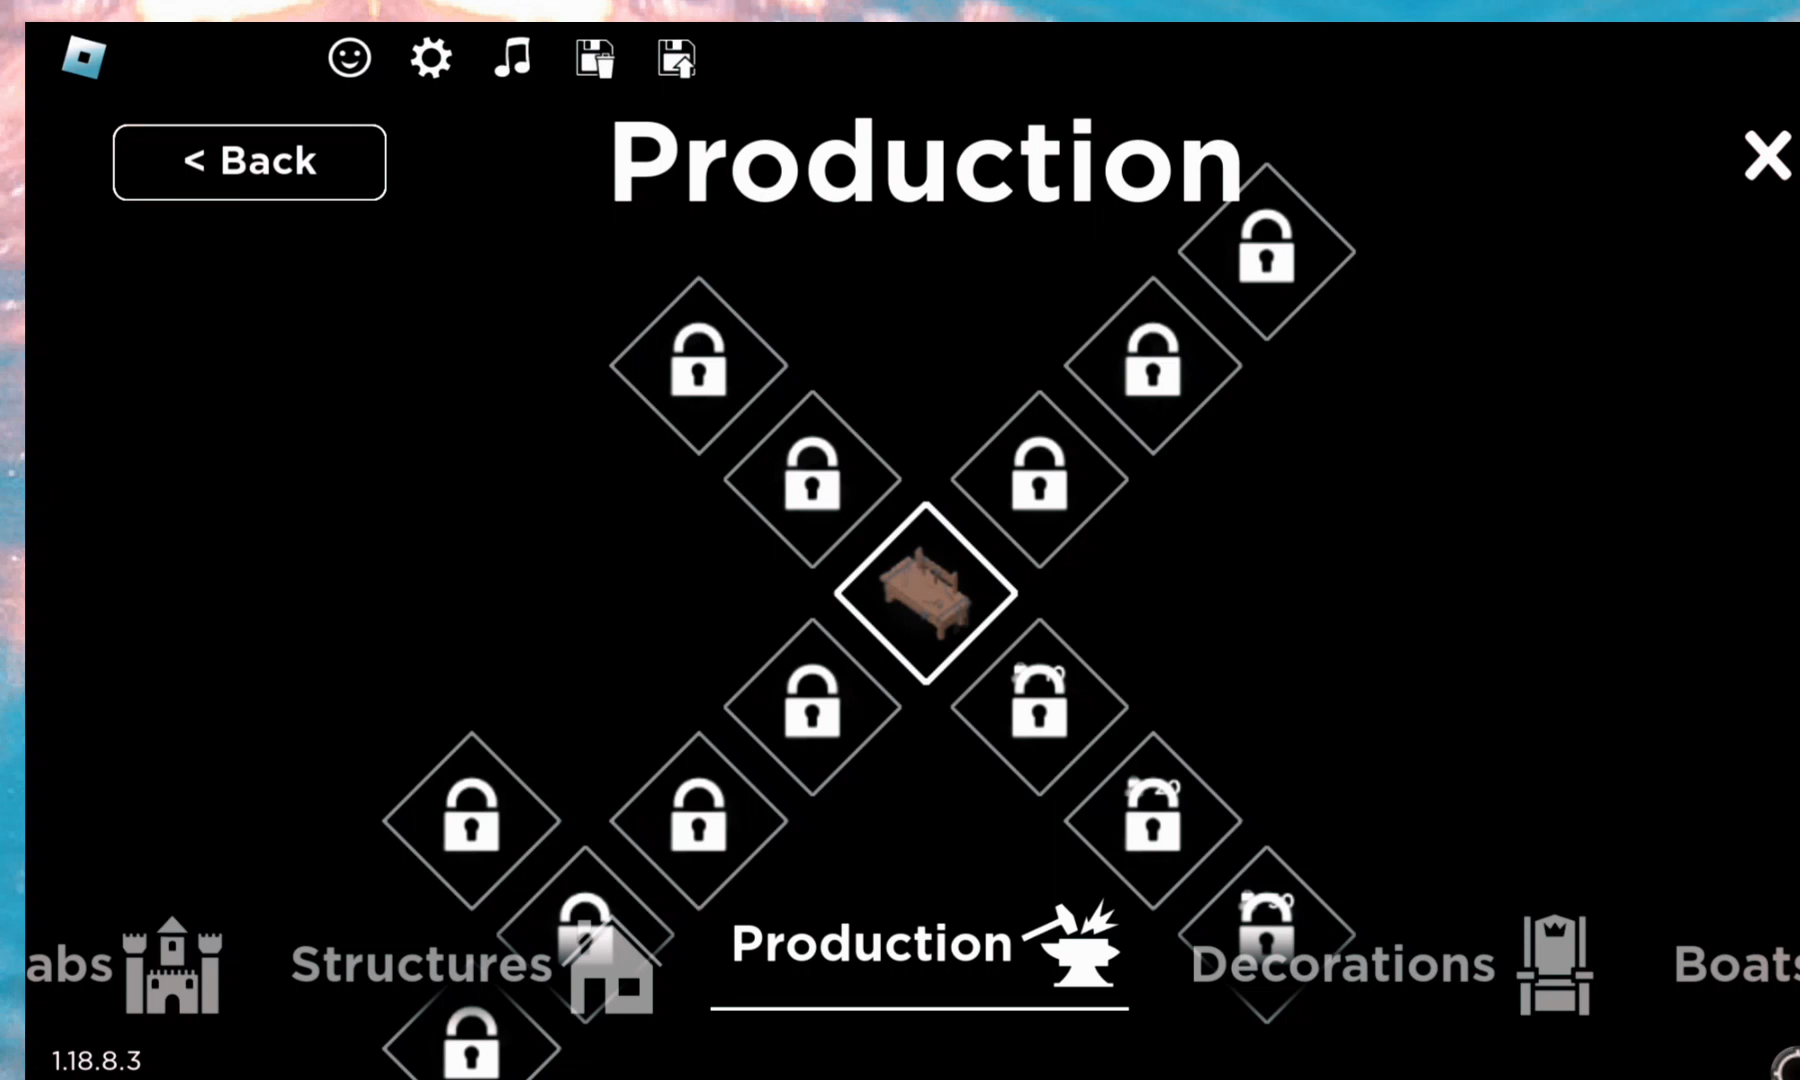 < Back
Production
abs
Structures
Production
Decorations
Boats
1.18.8.3